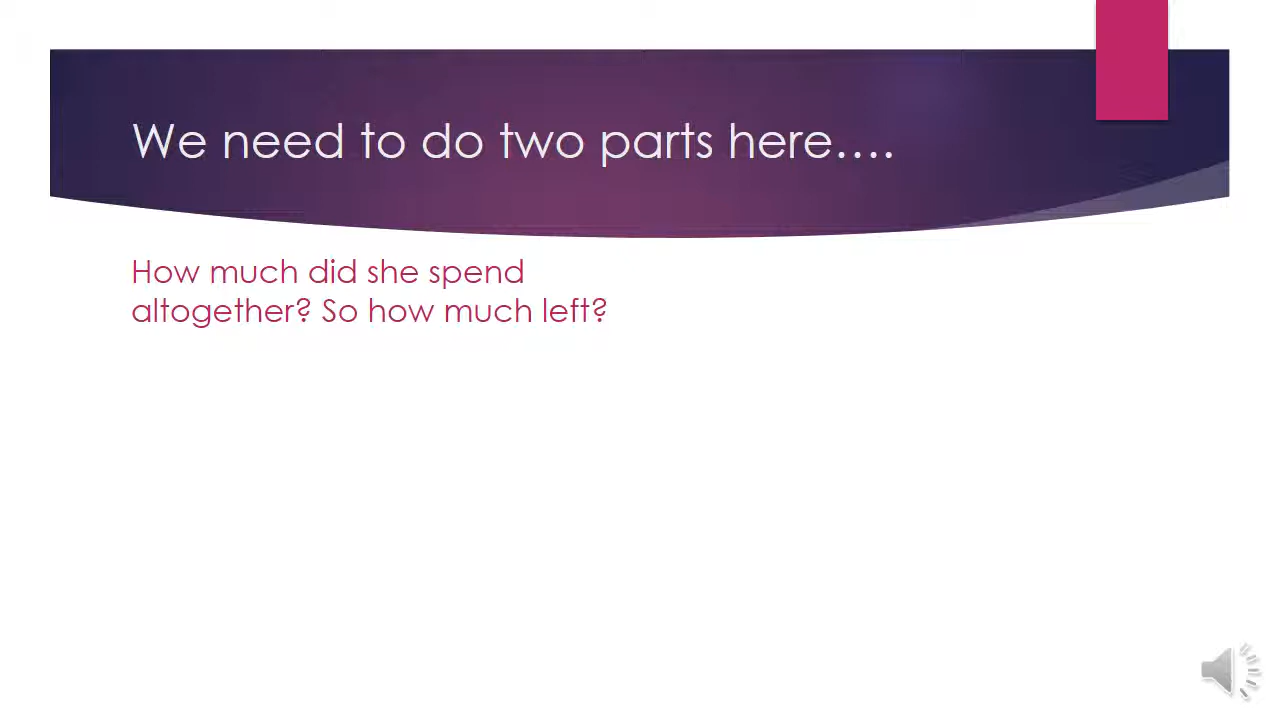 We need to do two parts here….
How much did she spend
altogether? So how much left?